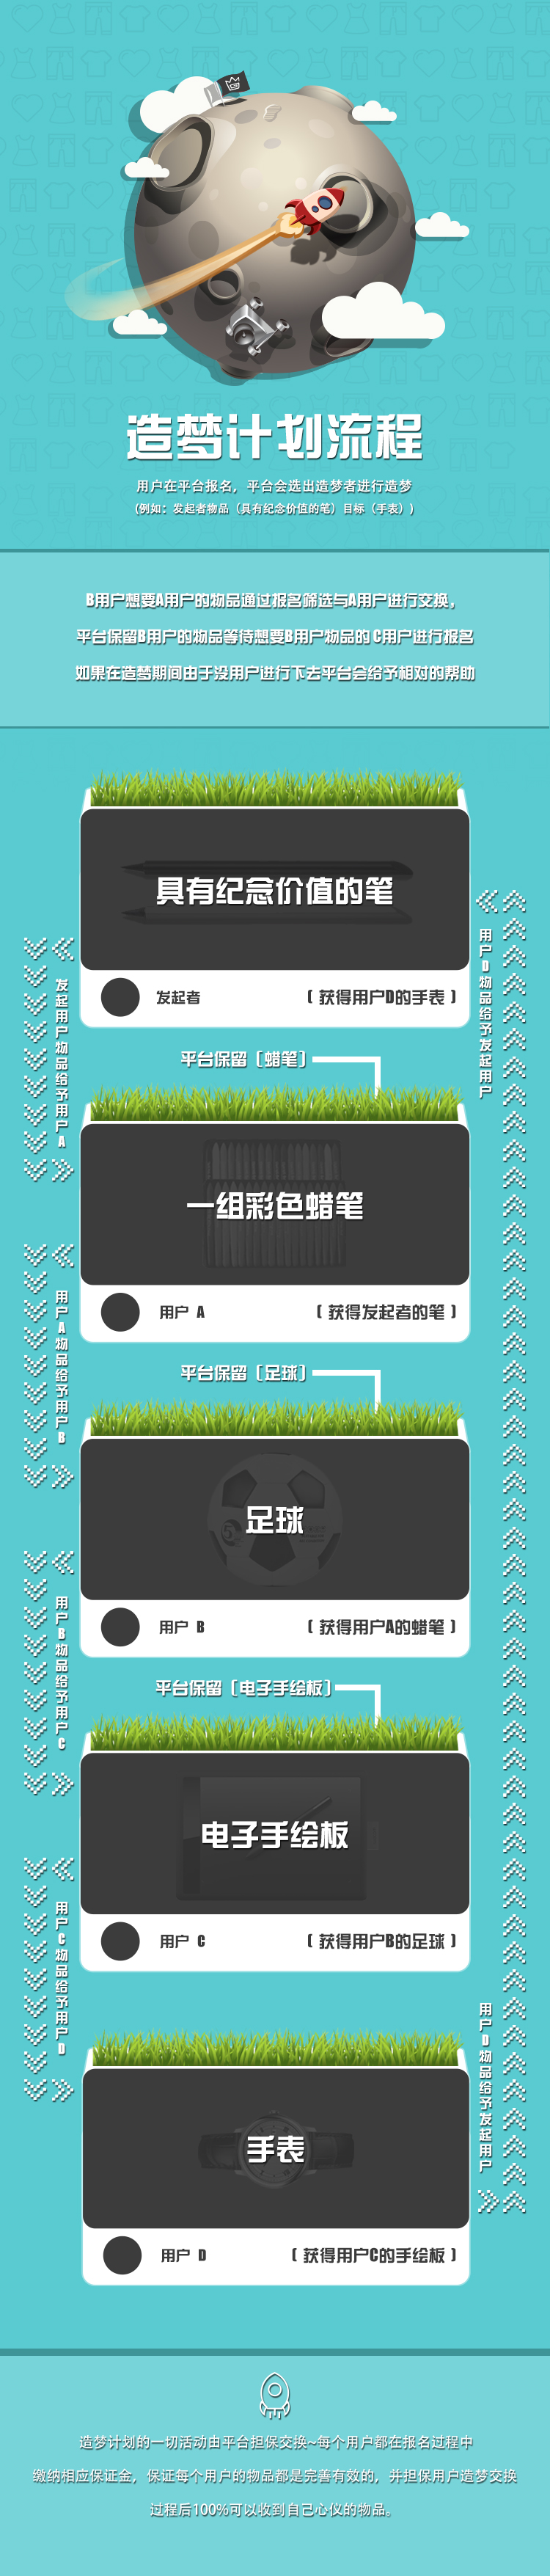 造梦计划流程
用户在平台报名，平台会选出造梦者进行造梦
(例如：发起者物品（具有纪念价值的笔）目标（手表）)
B用户想要A用户的物品通过报名筛选与A用户进行交换，
平台保留B用户的物品等待想要B用户物品的C用户进行报名
如果在造梦期间由于没用户进行下去平台会给予相对的帮助
具有纪念价值的笔
发起者
( 获得用户D的手表 )
发起用户物品给予用户A
用户D物品给予发起用户
平台保留〔蜡笔〕
一组彩色蜡笔
用户 A
( 获得发起者的笔 )
用户A物品给予用户B
平台保留〔足球〕
足球
用户 B
( 获得用户A的蜡笔 )
用户B物品给予用户C
平台保留〔电子手绘板〕
电子手绘板
用户 C
( 获得用户B的足球 )
用户C物品给予用户D
用户D物品给予发起用户
手表
用户 D
( 获得用户C的手绘板 )
造梦计划的一切活动由平台担保交换~每个用户都在报名过程中
缴纳相应保证金，保证每个用户的物品都是完善有效的，并担保用户造梦交换
过程后100%可以收到自己心仪的物品。